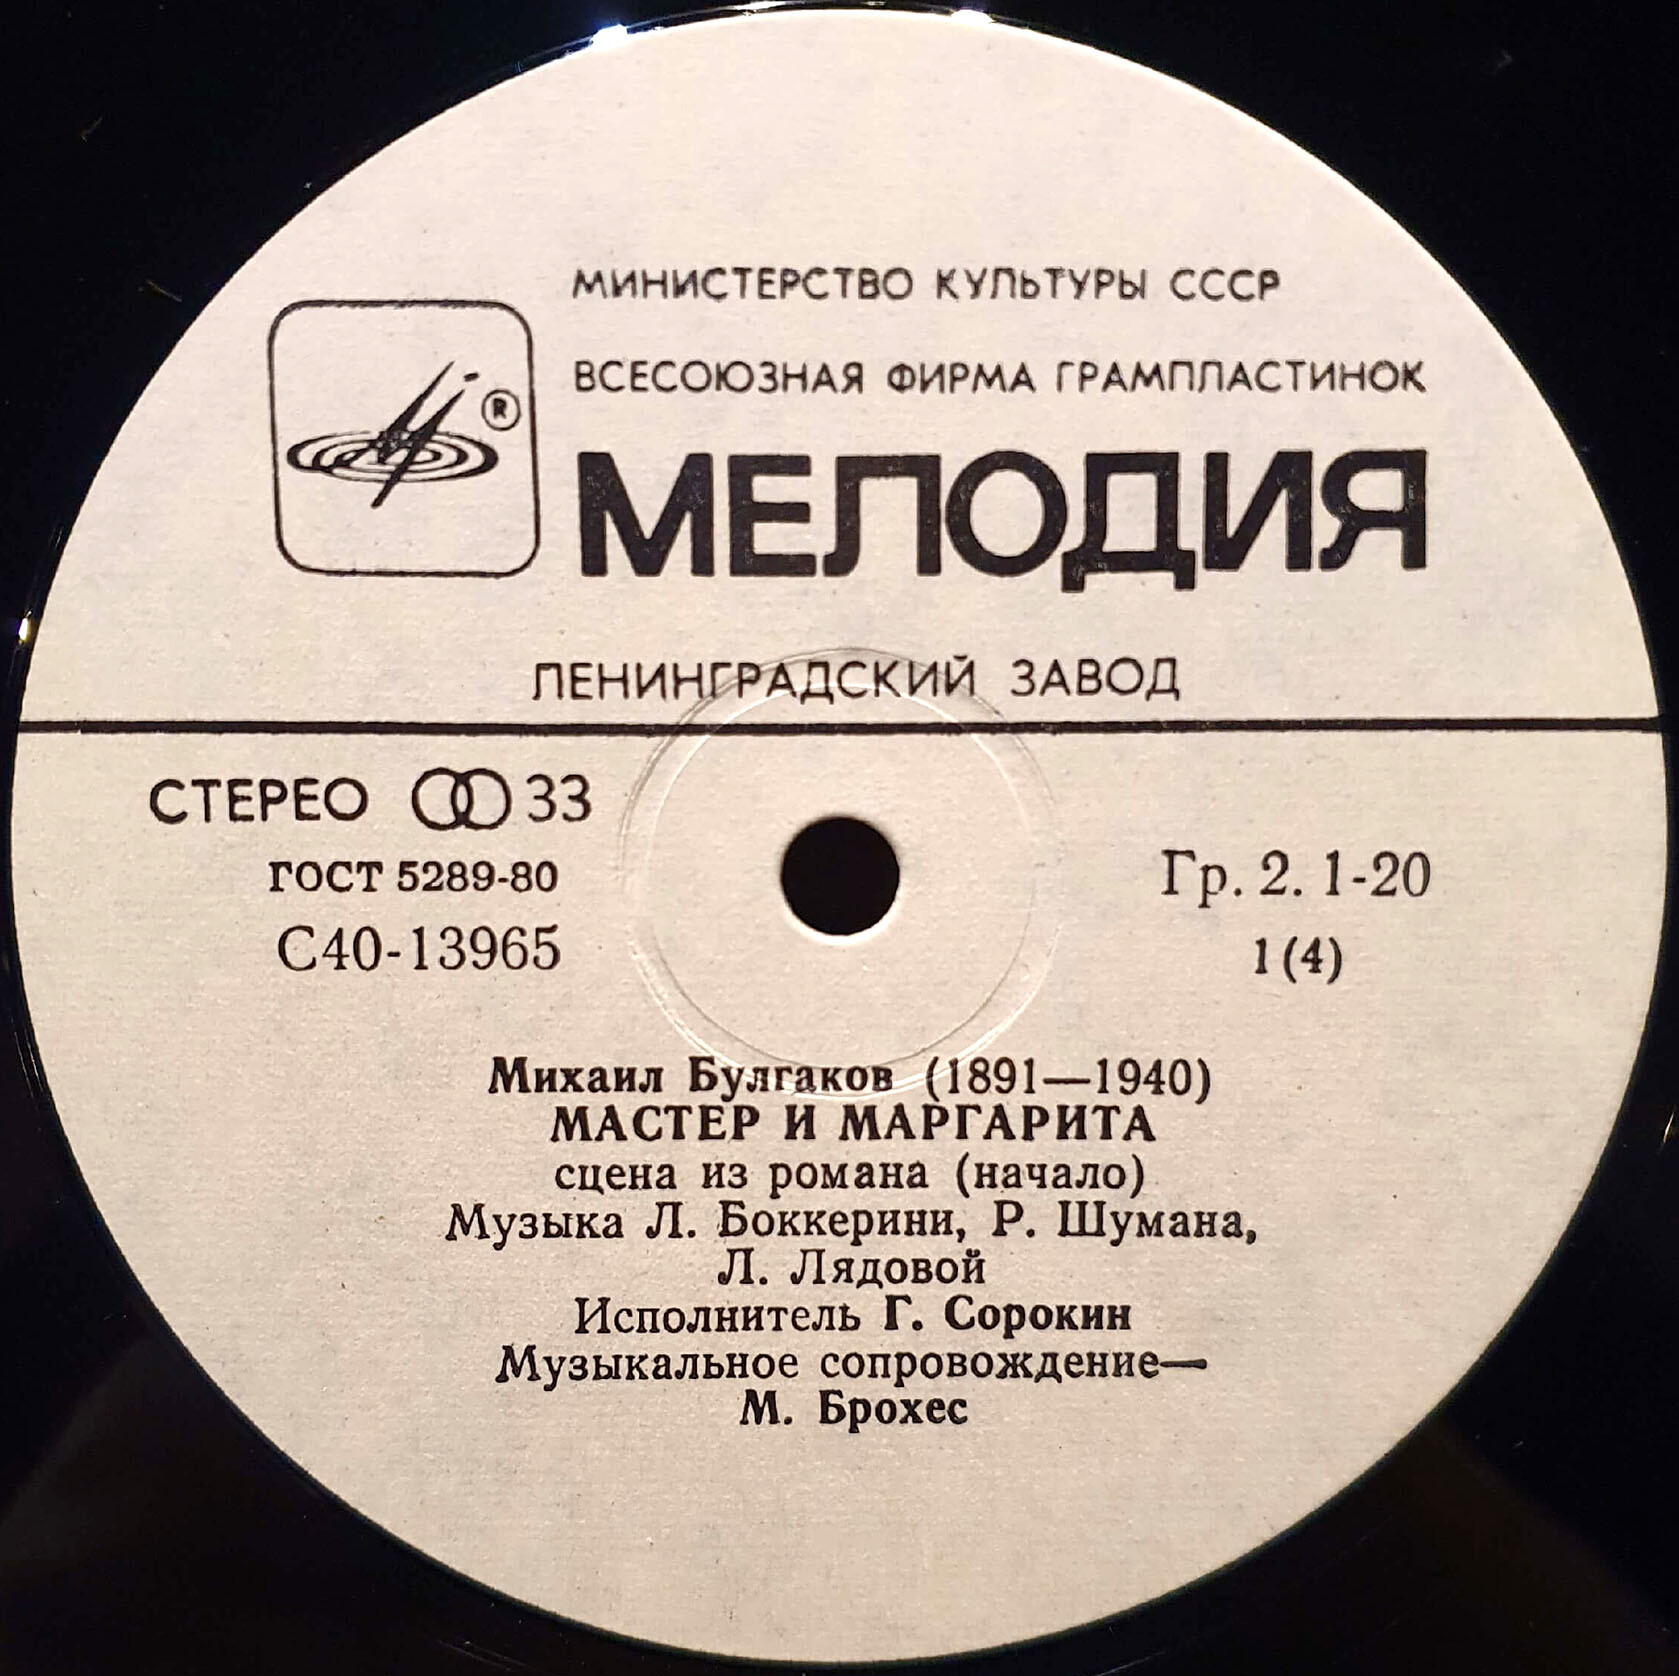 МИНИСТЕРСТВО КУЛЬТУРЫ СССР
ВСЕСОЮЗНАЯ ФИРМА ГРАМПЛАСТИНОК
®
МЕЛОДИЯ
ЛЕНИНГРАДСКИЙ ЗАВОД
СТЕРЕО 33
ГОСТ 5289-80
С40-13965
Гр. 2. 1-20
1 (4)
Михаил Булгаков (1891—1940)
МАСТЕР И МАРГАРИТА
сцена из романа (начало)
Музыка Л. Боккерини, Р. Шумана,
Л. Лядовой
Исполнитель Г. Сорокин
Музыкальное сопровождение—
М. Брохес